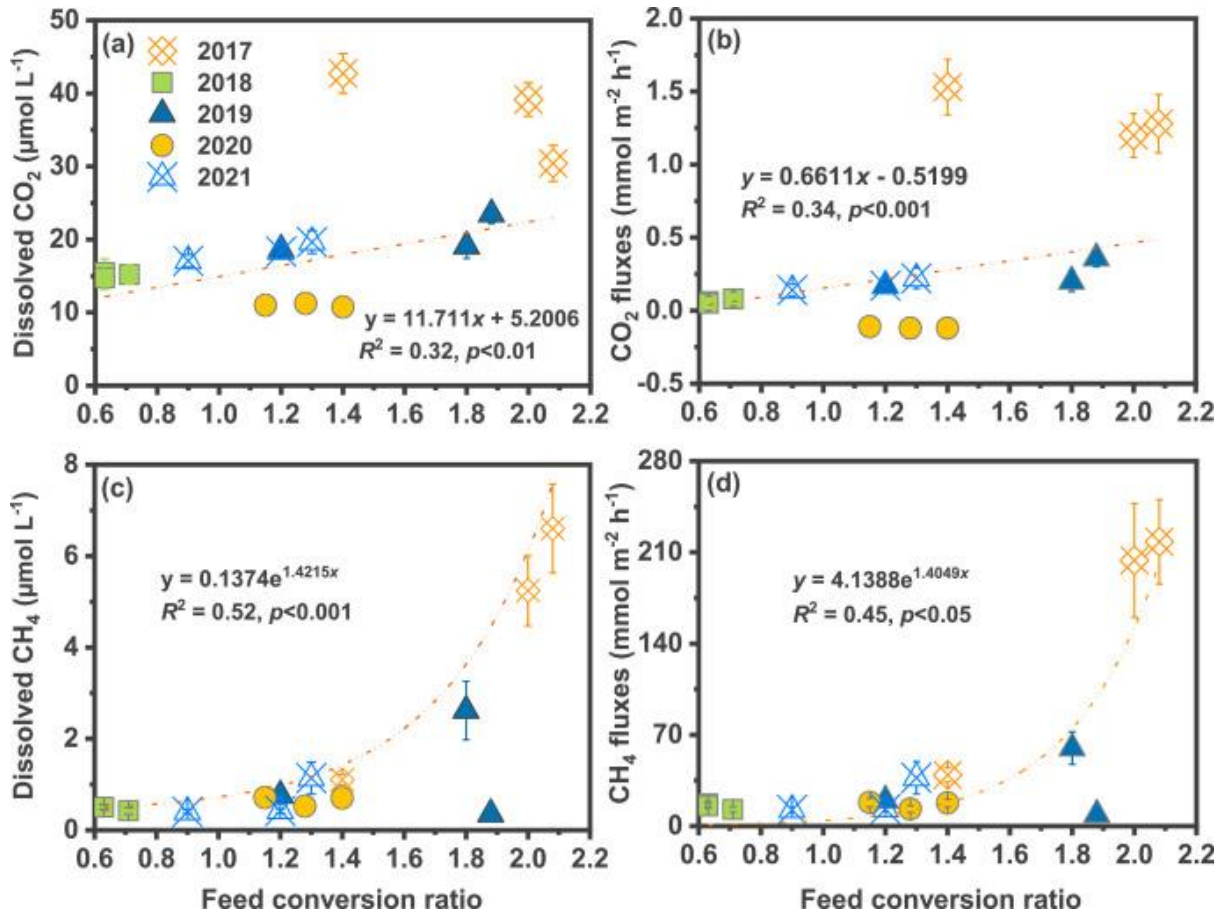 (a)
2017
2018
2019
2020
2021
y = 11.711x + 5.2006
R² = 0.32, p<0.01
Dissolved CO₂ (µmol L⁻¹)
50
40
30
20
10
0
0.6 0.8 1.0 1.2 1.4 1.6 1.8 2.0 2.2
(b)
y = 0.6611x - 0.5199
R² = 0.34, p<0.001
CO₂ fluxes (mmol m⁻² h⁻¹)
2.0
1.5
1.0
0.5
0.0
-0.5
0.6 0.8 1.0 1.2 1.4 1.6 1.8 2.0 2.2
(c)
y = 0.1374e^1.4215x
R² = 0.52, p<0.001
Dissolved CH₄ (µmol L⁻¹)
8
6
4
2
0
0.6 0.8 1.0 1.2 1.4 1.6 1.8 2.0 2.2
Feed conversion ratio
(d)
y = 4.1388e^1.4049x
R² = 0.45, p<0.05
CH₄ fluxes (mmol m⁻² h⁻¹)
280
210
140
70
0
0.6 0.8 1.0 1.2 1.4 1.6 1.8 2.0 2.2
Feed conversion ratio